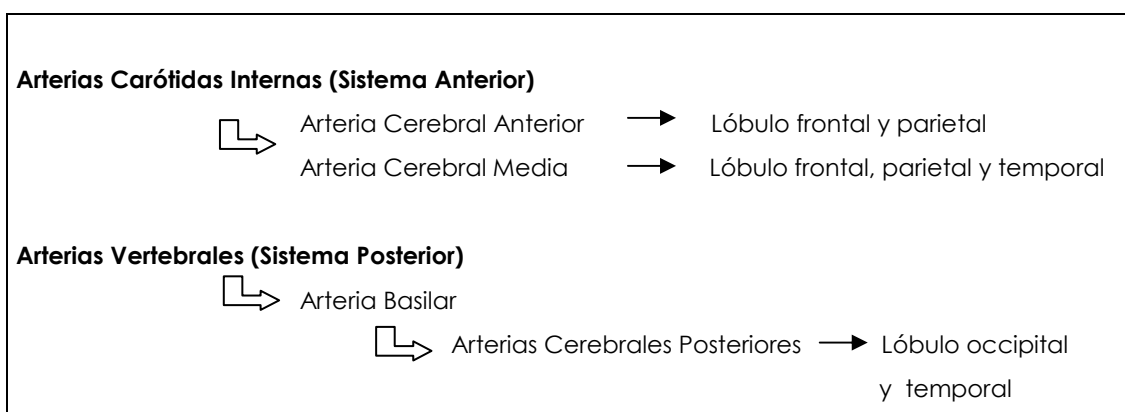 Arterias Carótidas Internas (Sistema Anterior)
Arteria Cerebral Anterior Lóbulo frontal y parietal
Arteria Cerebral Media Lóbulo frontal, parietal y temporal
Arterias Vertebrales (Sistema Posterior)
Arteria Basilar
Arterias Cerebrales Posteriores Lóbulo occipital
y temporal